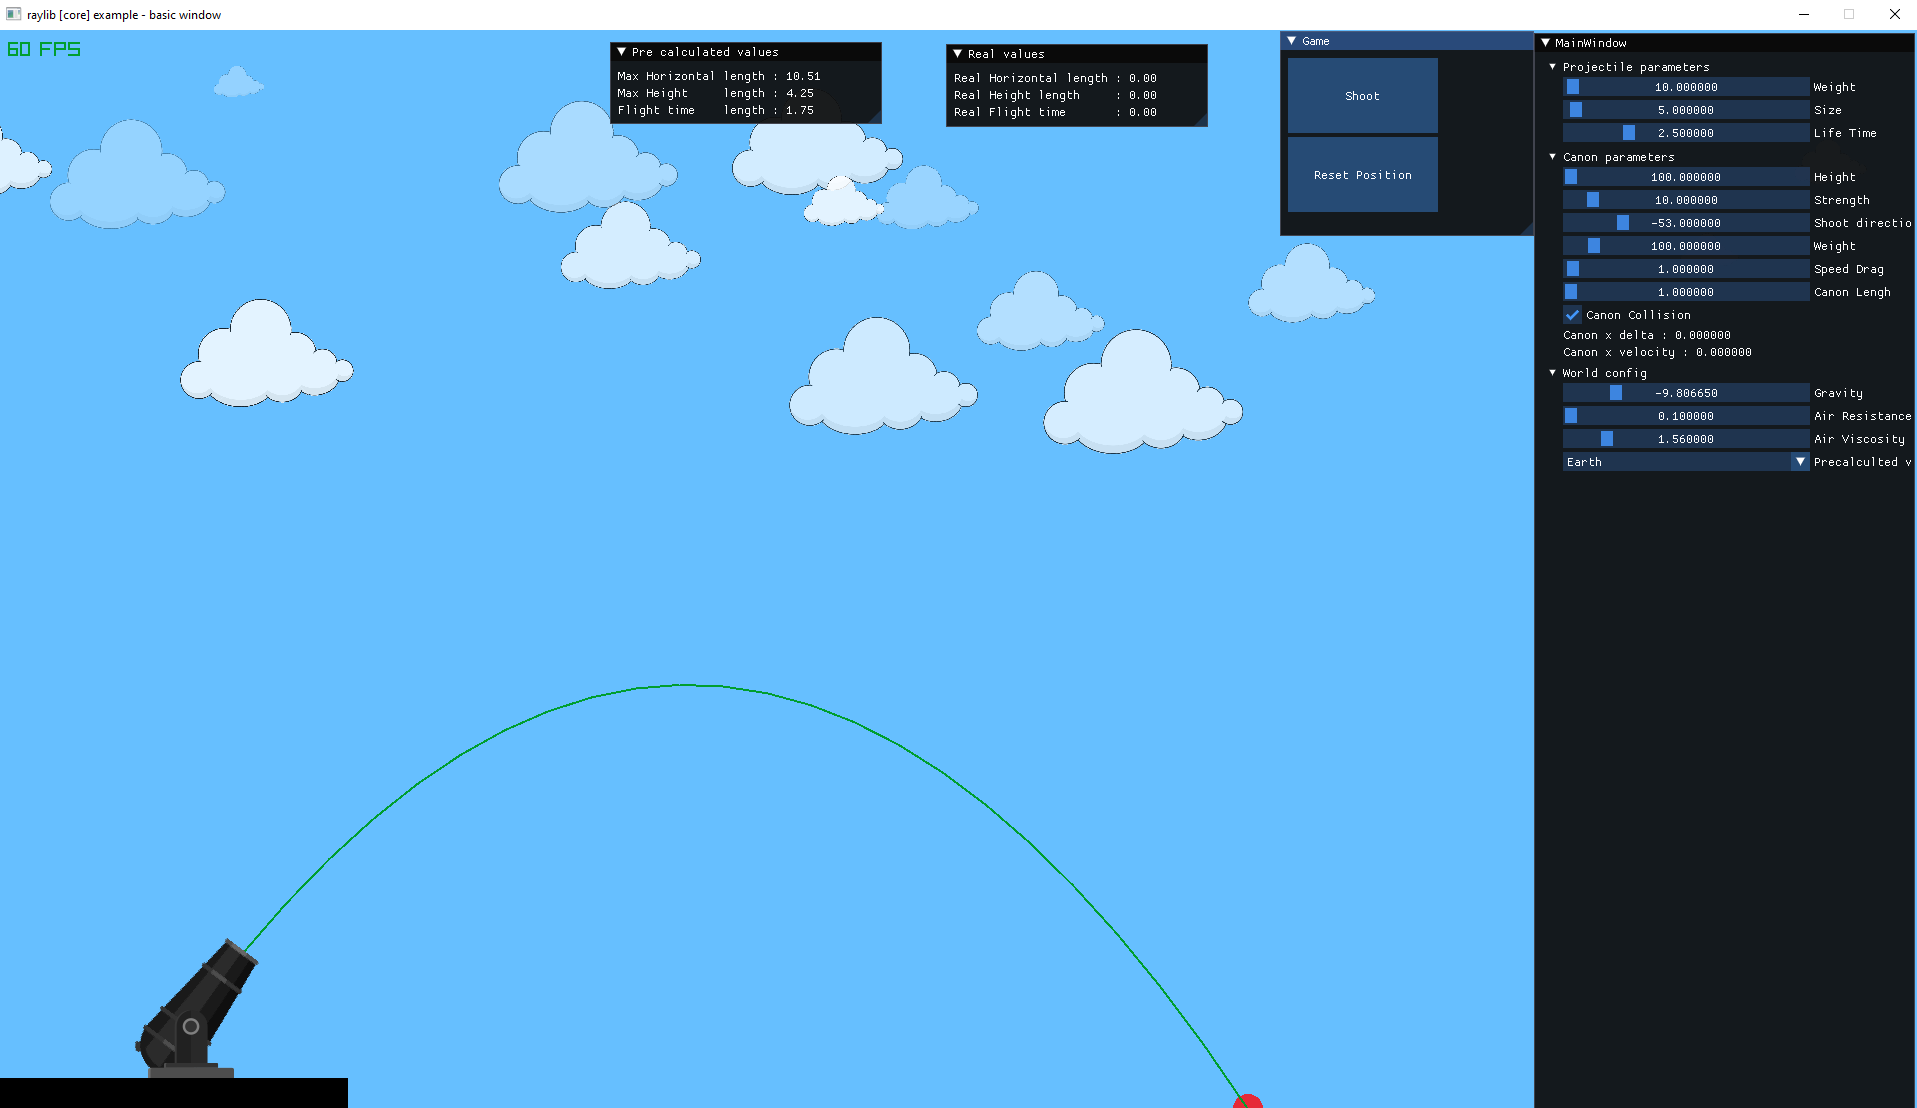 raylib [core] example - basic window
60 FPS
Pre calculated values
Max Horizontal length : 10.51
Max Height length : 4.25
Flight time length : 1.75
Real values
Real Horizontal length : 0.00
Real Height length : 0.00
Real Flight time : 0.00
Game
Shoot
Reset Position
MainWindow
Projectile parameters
10.000000 Weight
5.000000 Size
2.500000 Life Time
Canon parameters
100.000000 Height
10.000000 Strength
-53.000000 Shoot directio
100.000000 Weight
1.000000 Speed Drag
1.000000 Canon Lengh
Canon Collision
Canon x delta : 0.000000
Canon x velocity : 0.000000
World config
-9.806650 Gravity
0.100000 Air Resistance
1.560000 Air Viscosity
Earth Precalculted v